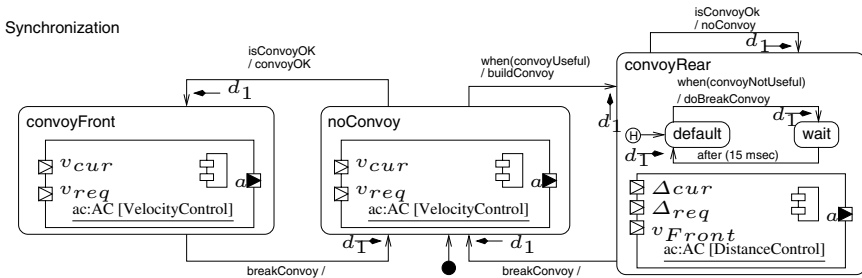 Synchronization
isConvoyOk
/ noConvoy
d1
isConvoyOK
/ convoyOK
d1
when(convoyUseful)
/ buildConvoy
d1
convoyRear
when(convoyNotUseful)
/ doBreakConvoy
d1
H
default
wait
d1
after (15 msec)
Δcur
Δreq
vFront
a
ac:AC [DistanceControl]
convoyFront
vcur
vreq
a
ac:AC [VelocityControl]
noConvoy
vcur
vreq
a
ac:AC [VelocityControl]
d1
d1
breakConvoy /
breakConvoy /